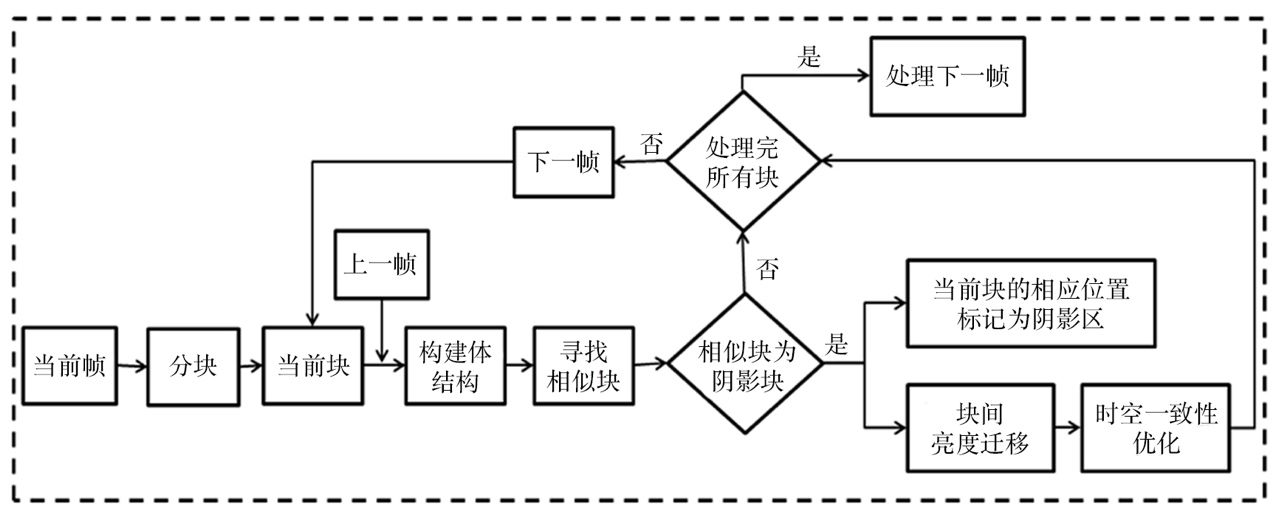 是
处理下一帧
否
下一帧
处理完
所有块
上一帧
否
当前块的相应位置
标记为阴影区
当前帧
分块
当前块
构建体
结构
寻找
相似块
相似块为
阴影块
是
块间
亮度迁移
时空一致性
优化